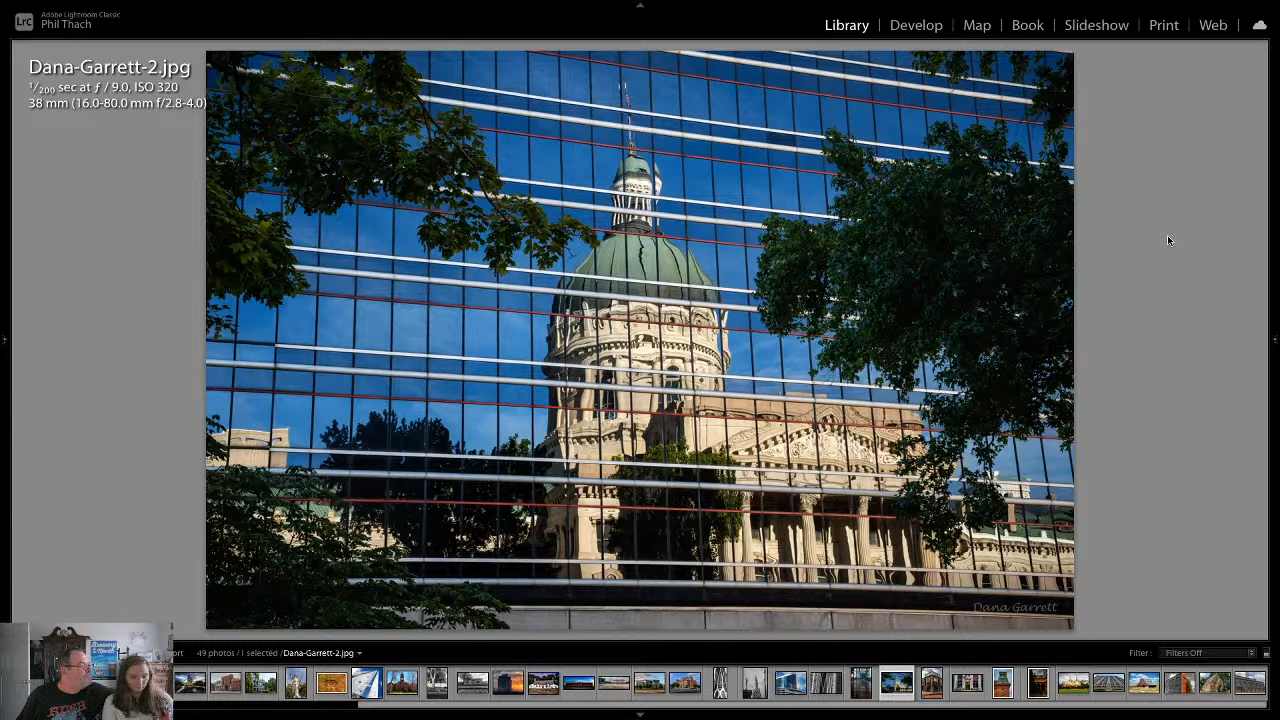 Adobe Lightroom Classic
LrC
Phil Thach
Library | Develop | Map | Book | Slideshow | Print | Web
Dana-Garrett-2.jpg
1/200 sec at ƒ / 9.0, ISO 320
38 mm (16.0-80.0 mm f/2.8-4.0)
Dana Garrett
49 photos / 1 selected / Dana-Garrett-2.jpg
Filter : Filters Off